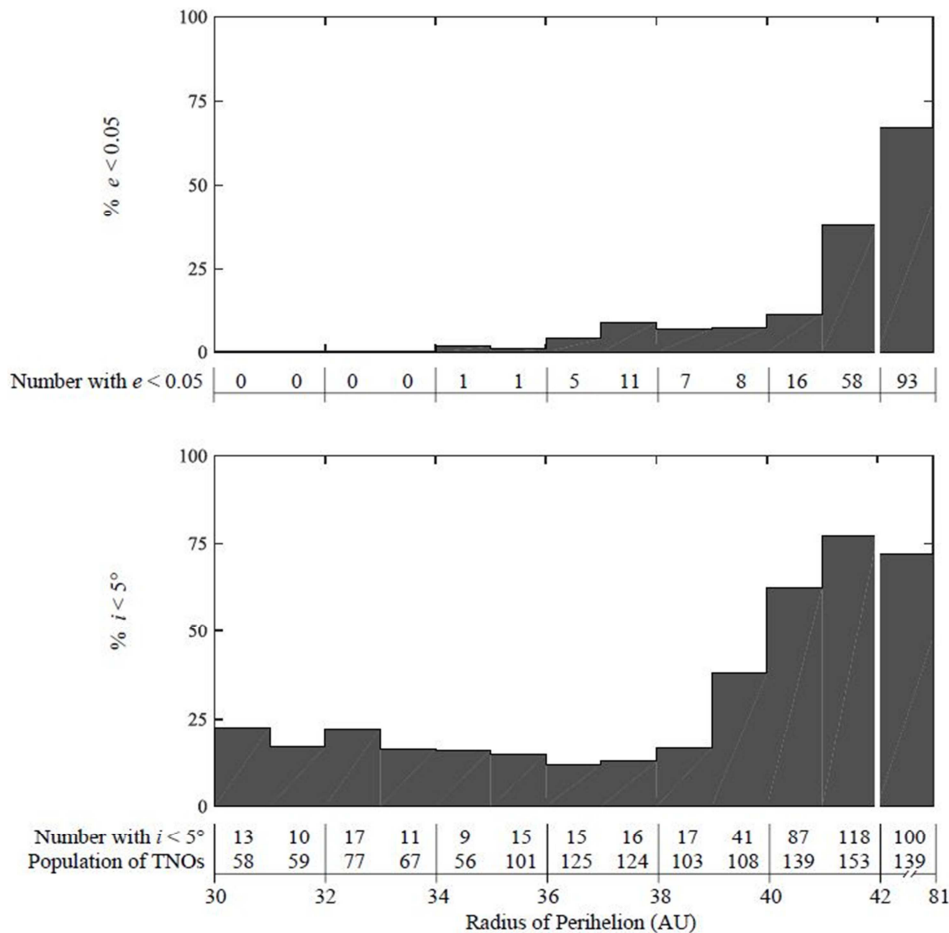 100
75
50
25
0
% e < 0.05
Number with e < 0.05 0 0 0 0 1 1 5 11 7 8 16 58 93
100
75
50
25
0
% i < 5°
Number with i < 5° 13 10 17 11 9 15 15 16 17 41 87 118 100
Population of TNOs 58 59 77 67 56 101 125 124 103 108 139 153 139
30 32 34 36 38 40 42 81
Radius of Perihelion (AU)